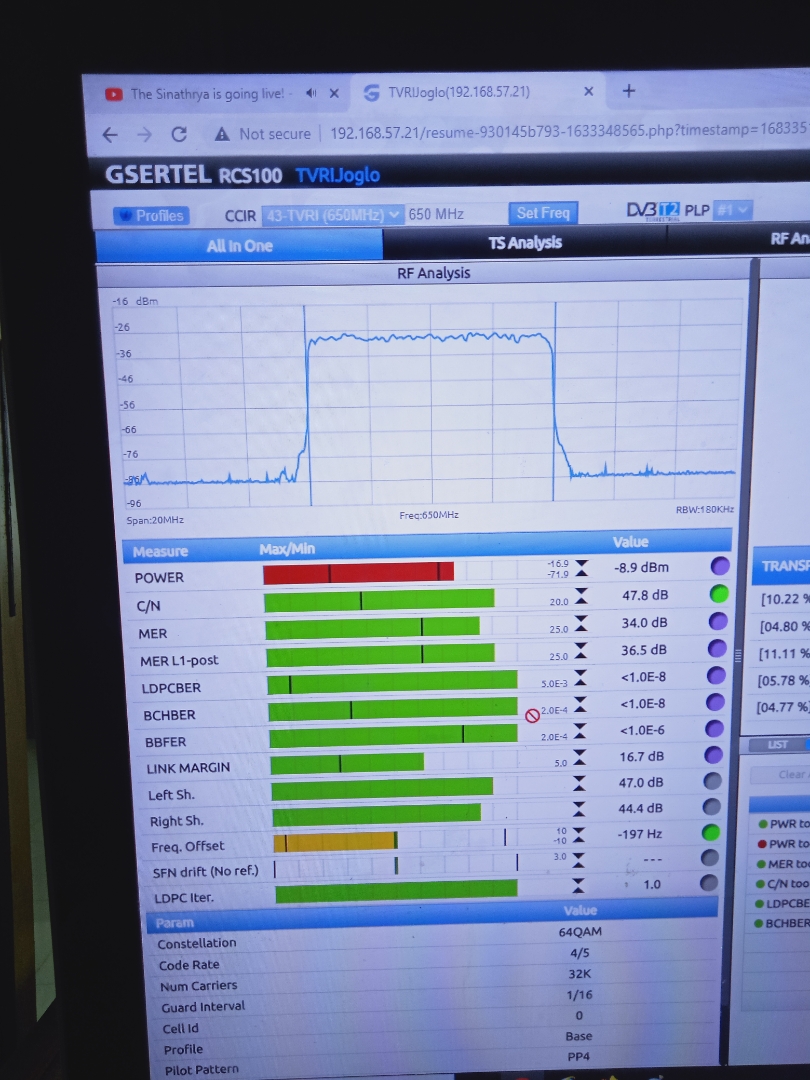 The Sinathrya is going live! -
TVRIJoglo(192.168.57.21)
Not secure | 192.168.57.21/resume-930145b793-1633348565.php?timestamp=168335
GSERTEL RCS100 TVRIJoglo
Profiles CCIR 43-TVRI (650MHz) 650 MHz Set Freq DVB T2 PLP #1
All In One TS Analysis RF An
RF Analysis
-16 dBm
-26
-36
-46
-56
-66
-76
-86
-96
Span:20MHz Freq:650MHz RBW:180KHz
Measure Max/Min Value
POWER -16.9 -71.9 -8.9 dBm
C/N 20.0 47.8 dB
MER 25.0 34.0 dB
MER L1-post 25.0 36.5 dB
LDPCBER 5.0E-3 <1.0E-8
BCHBER 2.0E-4 <1.0E-8
BBFER 2.0E-4 <1.0E-6
LINK MARGIN 5.0 16.7 dB
Left Sh. 47.0 dB
Right Sh. 44.4 dB
Freq. Offset 10 -10 -197 Hz
SFN drift (No ref.) 3.0 ---
LDPC Iter. 1.0
Param Value
Constellation 64QAM
Code Rate 4/5
Num Carriers 32K
Guard Interval 1/16
Cell Id 0
Profile Base
Pilot Pattern PP4
TRANSP
[10.22 %
[04.80 %
[11.11 %
[05.78 %
[04.77 %
LIST
Clear
PWR to
PWR to
MER too
C/N too
LDPCBE
BCHBER